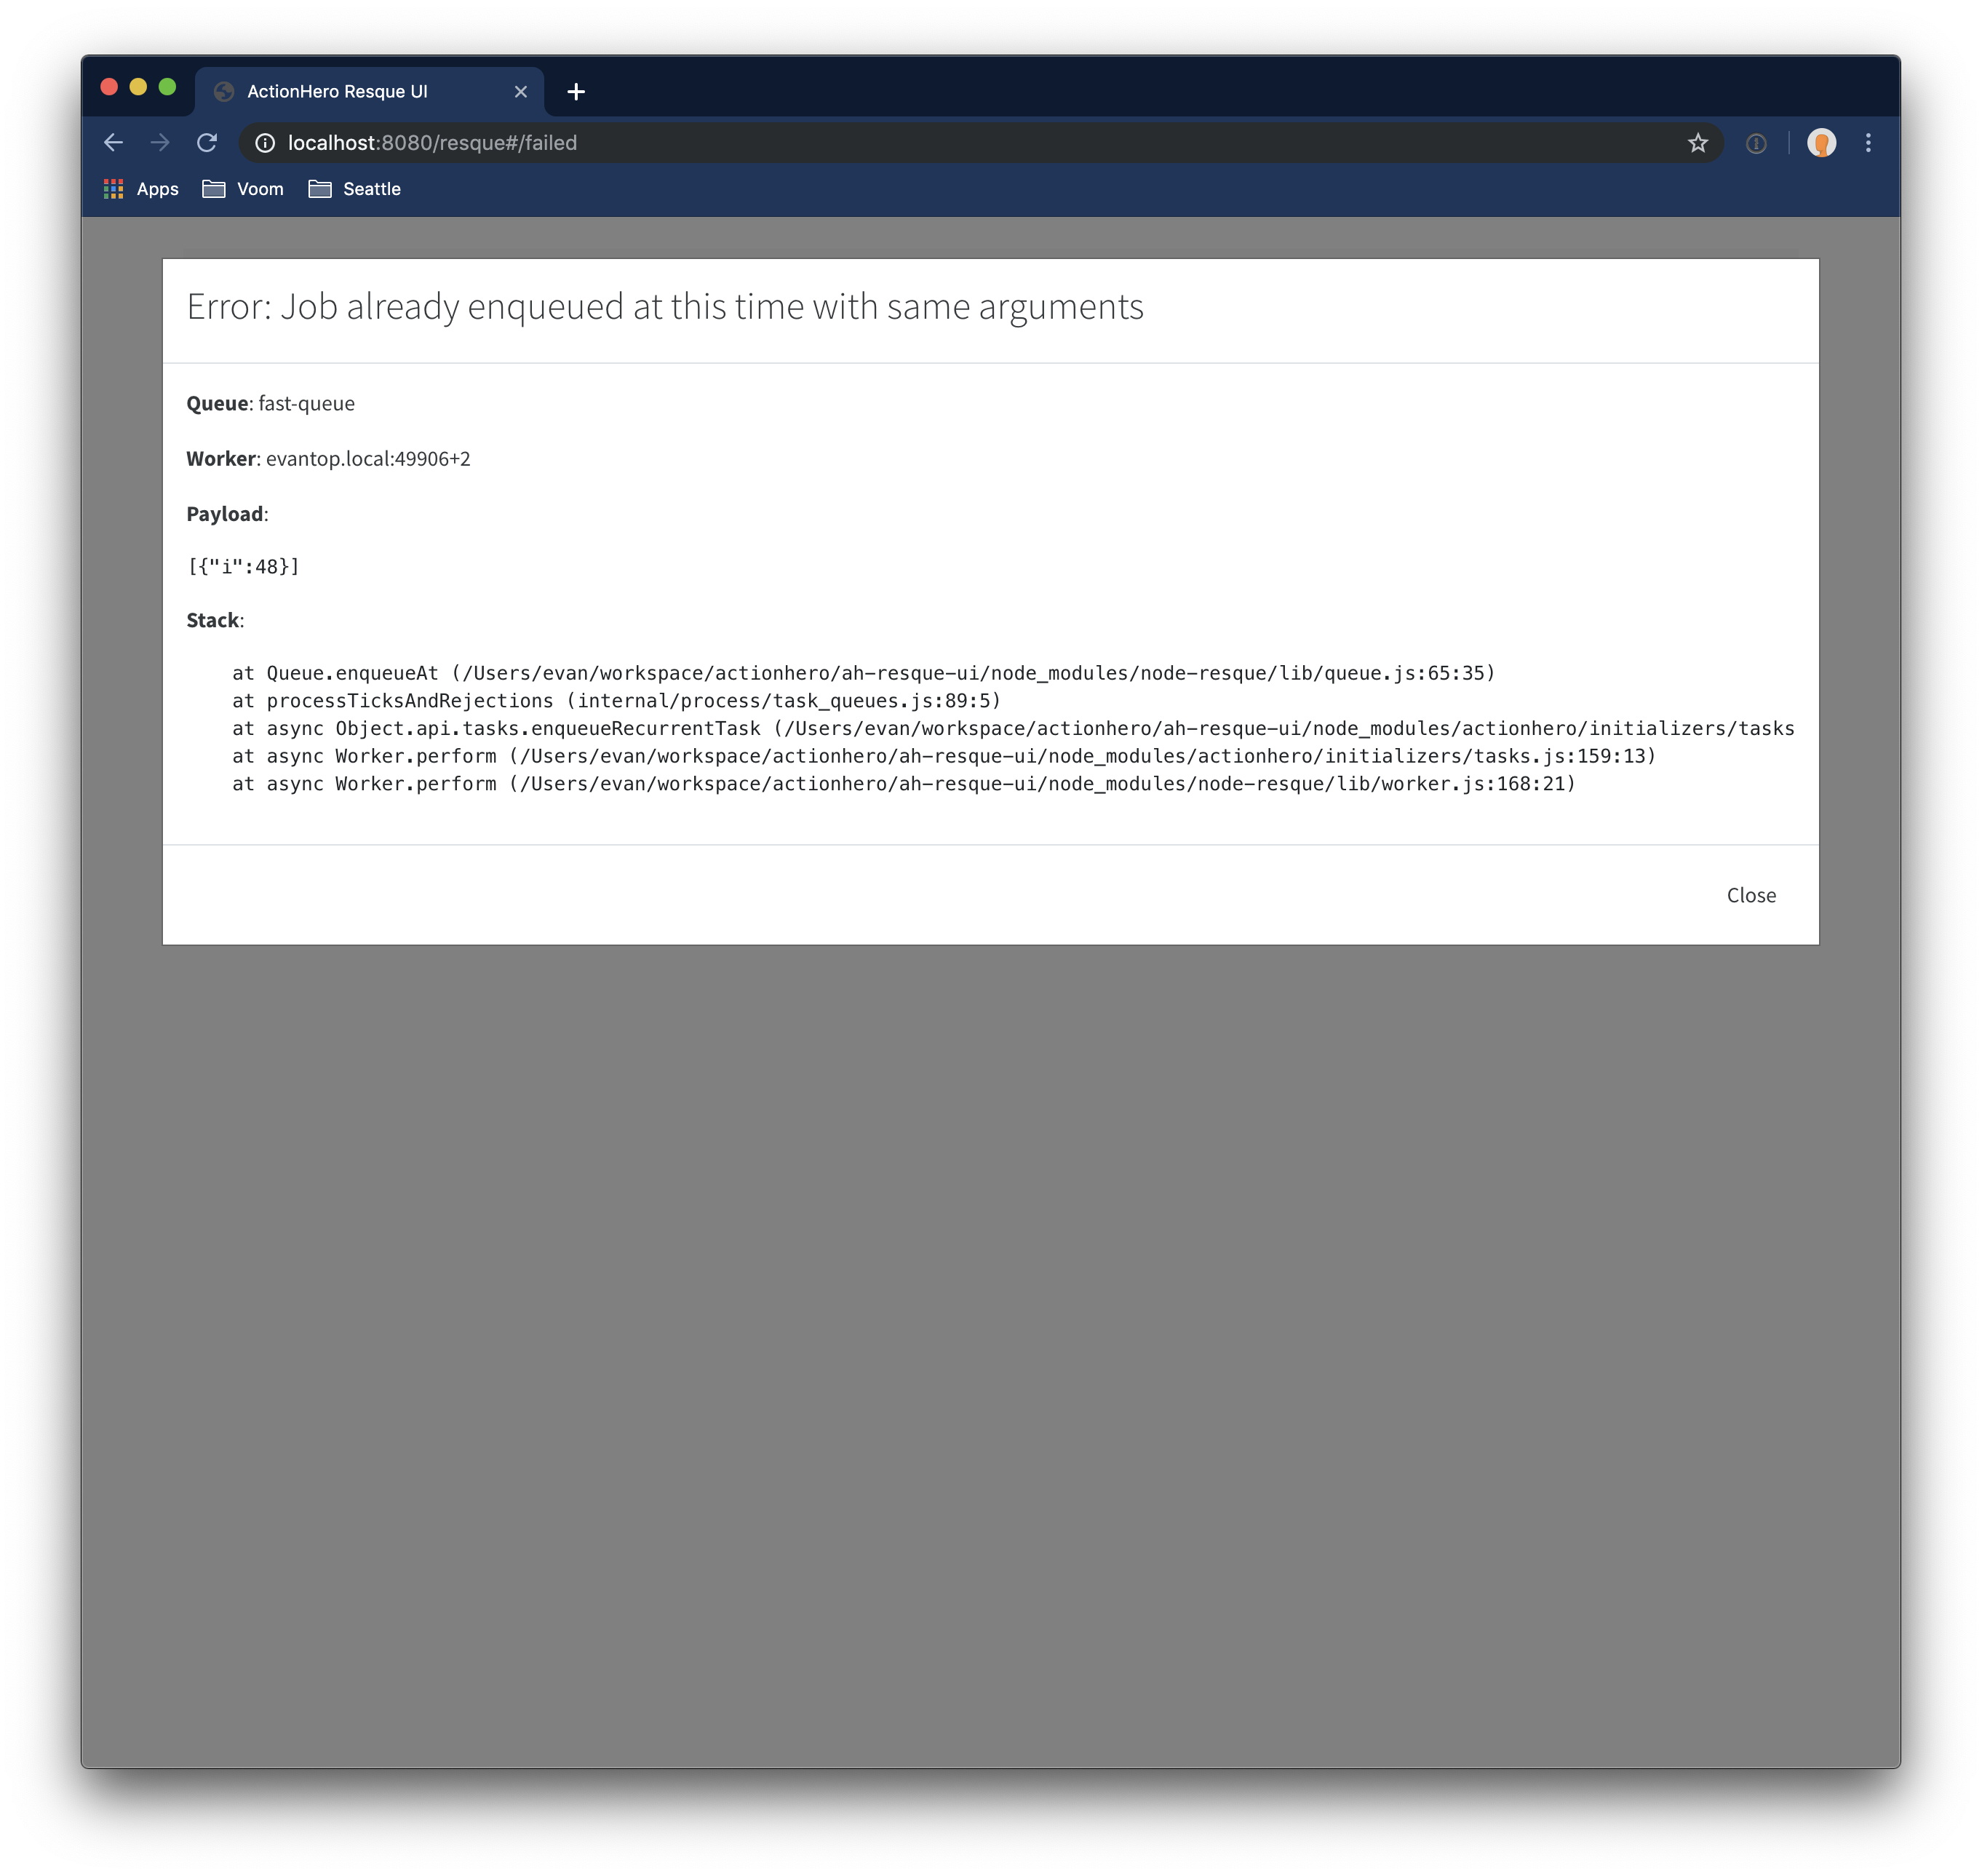 ActionHero Resque UI
localhost:8080/resque#/failed
Apps Voom Seattle
Error: Job already enqueued at this time with same arguments
Queue: fast-queue
Worker: evantop.local:49906+2
Payload:
[{"i":48}]
Stack:
at Queue.enqueueAt (/Users/evan/workspace/actionhero/ah-resque-ui/node_modules/node-resque/lib/queue.js:65:35)
at processTicksAndRejections (internal/process/task_queues.js:89:5)
at async Object.api.tasks.enqueueRecurrentTask (/Users/evan/workspace/actionhero/ah-resque-ui/node_modules/actionhero/initializers/tasks
at async Worker.perform (/Users/evan/workspace/actionhero/ah-resque-ui/node_modules/actionhero/initializers/tasks.js:159:13)
at async Worker.perform (/Users/evan/workspace/actionhero/ah-resque-ui/node_modules/node-resque/lib/worker.js:168:21)
Close